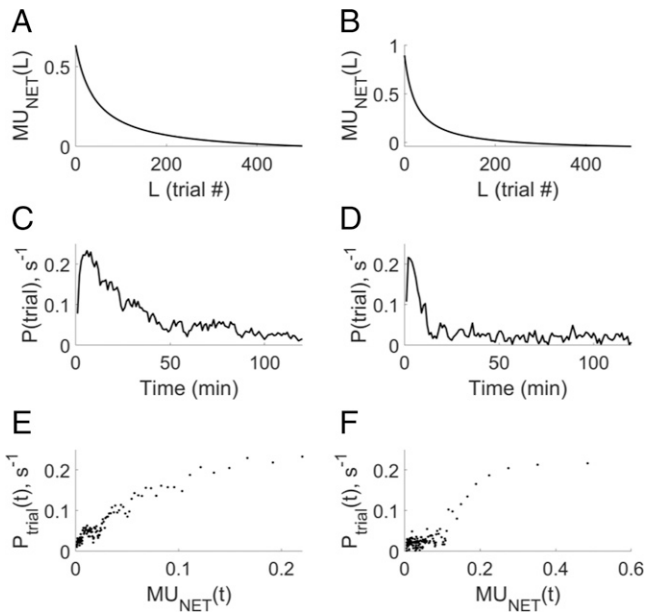 A
B
MU_NET(L)
0.5
0
0
200
400
L (trial #)
MU_NET(L)
1
0.5
0
0
200
400
L (trial #)
C
D
P(trial), s⁻¹
0.2
0.1
0
0
50
100
Time (min)
P(trial), s⁻¹
0.2
0.1
0
0
50
100
Time (min)
E
F
P_trial(t), s⁻¹
0.2
0.1
0
0
0.1
0.2
MU_NET(t)
P_trial(t), s⁻¹
0.2
0.1
0
0
0.2
0.4
0.6
MU_NET(t)